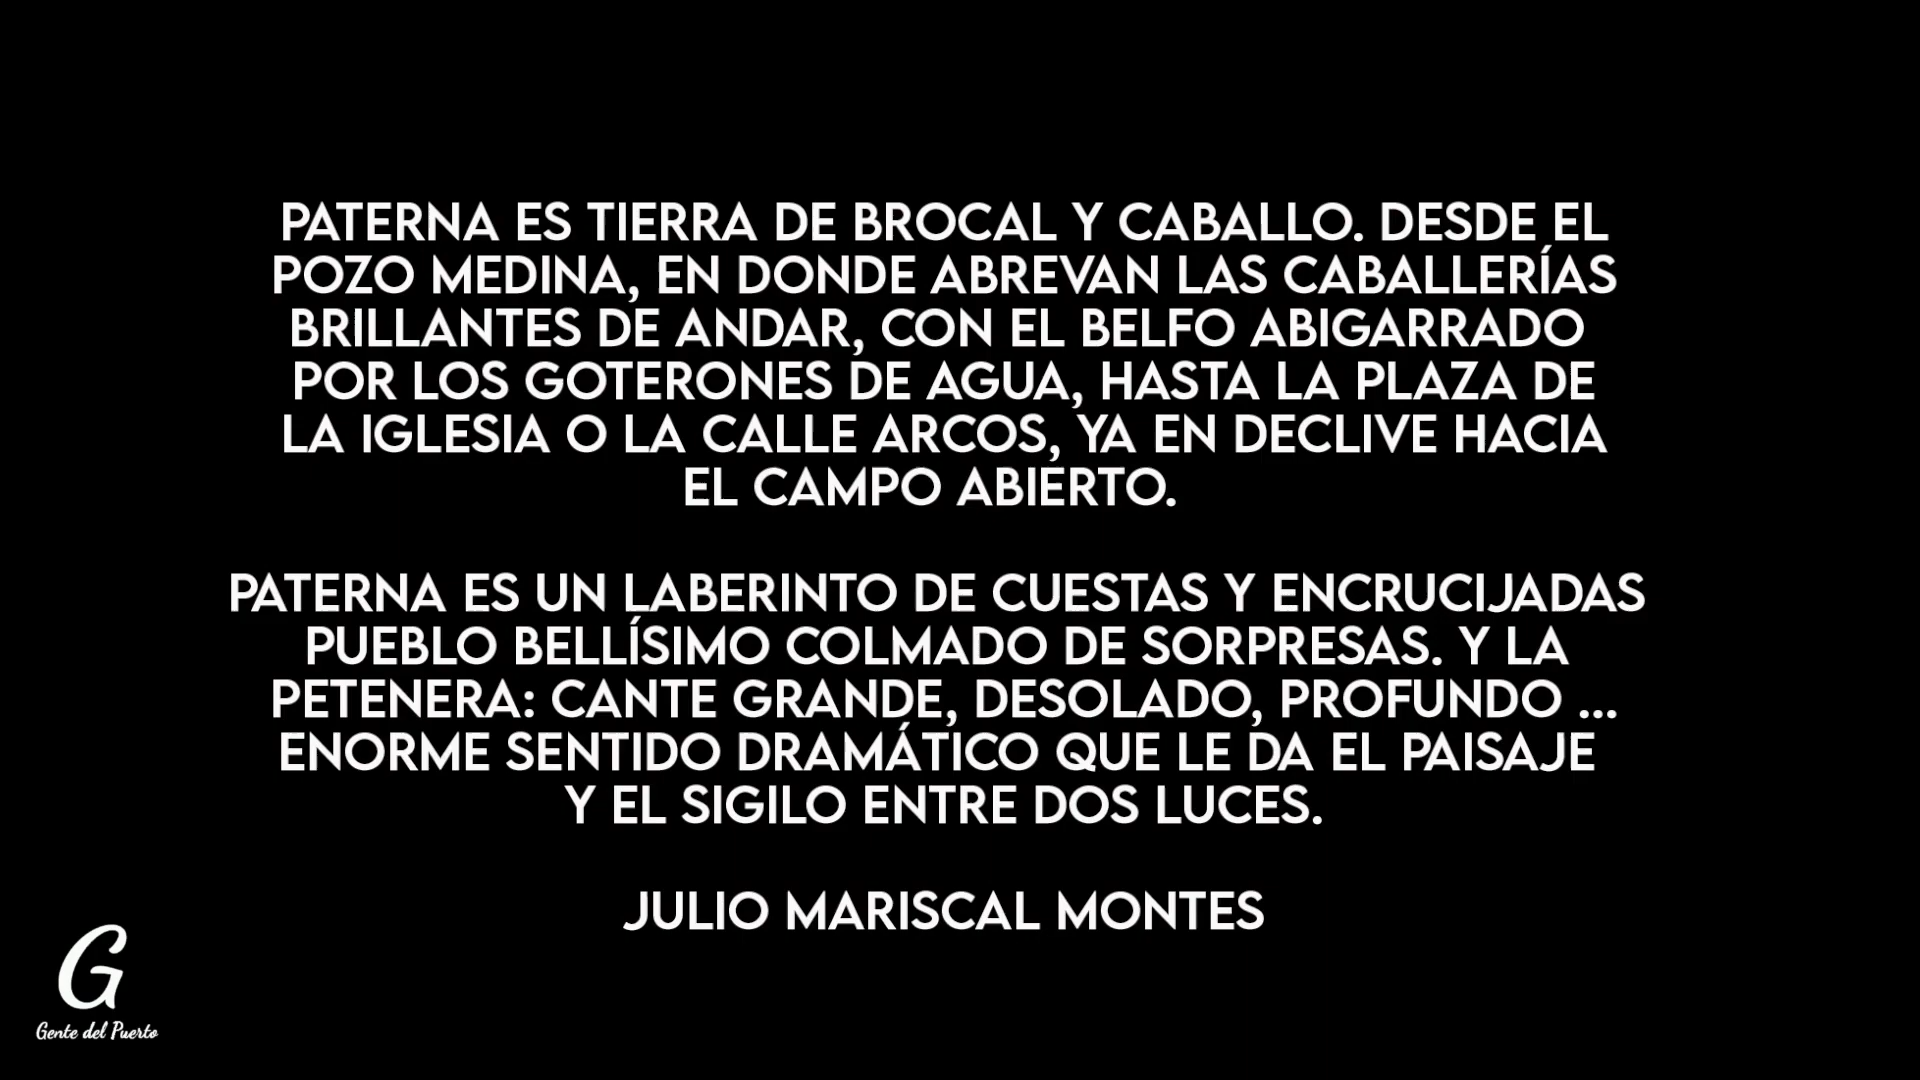 PATERNA ES TIERRA DE BROCAL Y CABALLO. DESDE EL
POZO MEDINA, EN DONDE ABREVAN LAS CABALLERÍAS
BRILLANTES DE ANDAR, CON EL BELFO ABIGARRADO
POR LOS GOTERONES DE AGUA, HASTA LA PLAZA DE
LA IGLESIA O LA CALLE ARCOS, YA EN DECLIVE HACIA
EL CAMPO ABIERTO.
PATERNA ES UN LABERINTO DE CUESTAS Y ENCRUCIJADAS
PUEBLO BELLÍSIMO COLMADO DE SORPRESAS. Y LA
PETENERA: CANTE GRANDE, DESOLADO, PROFUNDO ...
ENORME SENTIDO DRAMÁTICO QUE LE DA EL PAISAJE
Y EL SIGILO ENTRE DOS LUCES.
JULIO MARISCAL MONTES
G
Gente del Puerto